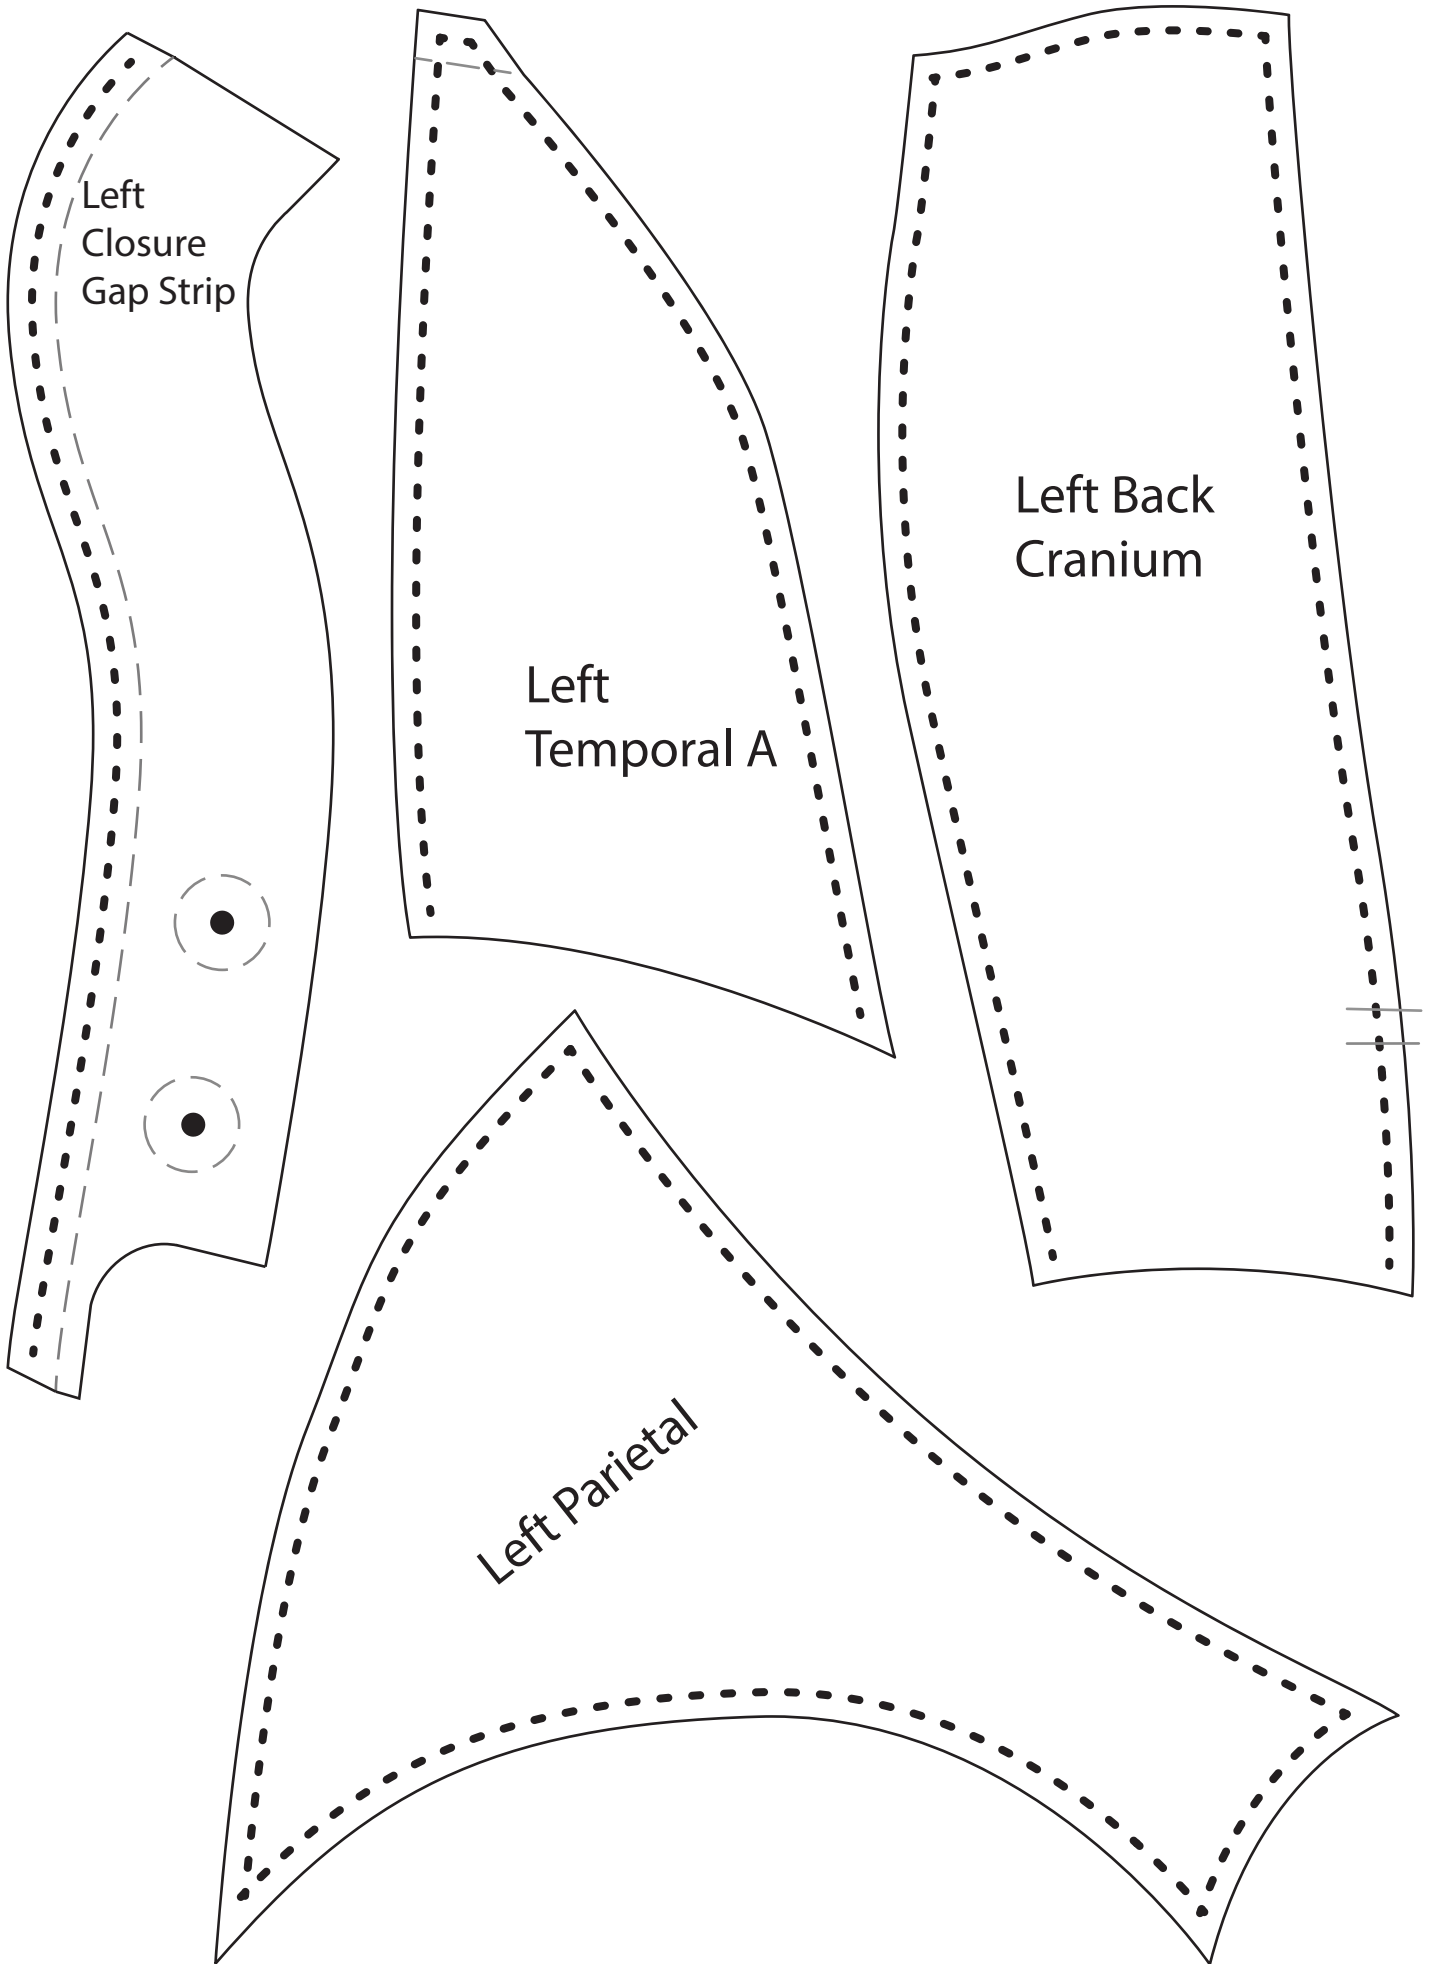 Left
Closure
Gap Strip
Left
Temporal A
Left Back
Cranium
Left Parietal